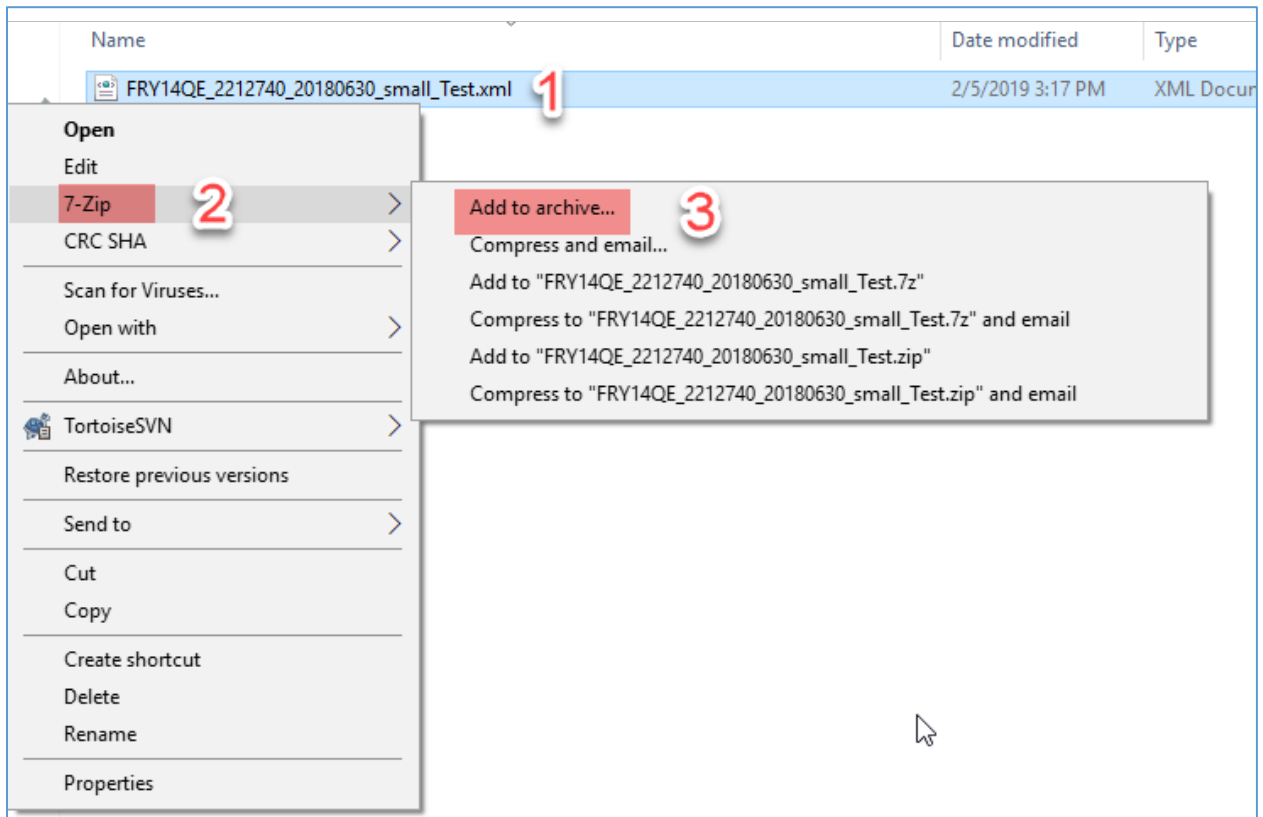 Name Date modified Type
FRY14QE_2212740_20180630_small_Test.xml 1 2/5/2019 3:17 PM XML Docum
Open
Edit
7-Zip 2
CRC SHA
Scan for Viruses...
Open with
About...
TortoiseSVN
Restore previous versions
Send to
Cut
Copy
Create shortcut
Delete
Rename
Properties
Add to archive... 3
Compress and email...
Add to "FRY14QE_2212740_20180630_small_Test.7z"
Compress to "FRY14QE_2212740_20180630_small_Test.7z" and email
Add to "FRY14QE_2212740_20180630_small_Test.zip"
Compress to "FRY14QE_2212740_20180630_small_Test.zip" and email